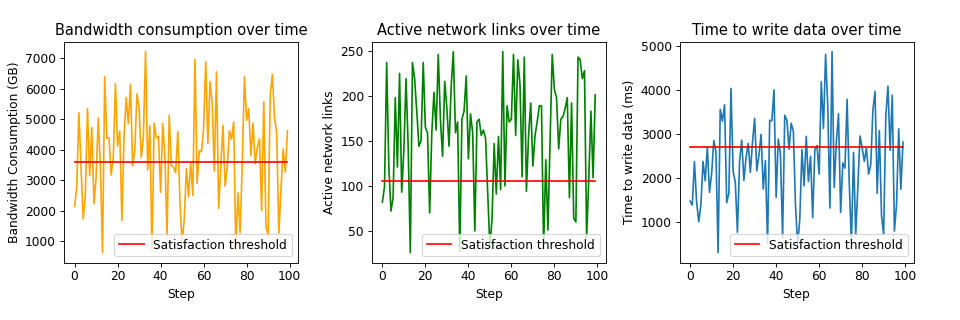 Bandwidth consumption over time
Bandwidth Consumption (GB)
7000
6000
5000
4000
3000
2000
1000
0 20 40 60 80 100
Step
Satisfaction threshold
Active network links over time
Active network links
250
200
150
100
50
0 20 40 60 80 100
Step
Satisfaction threshold
Time to write data over time
Time to write data (ms)
5000
4000
3000
2000
1000
0 20 40 60 80 100
Step
Satisfaction threshold